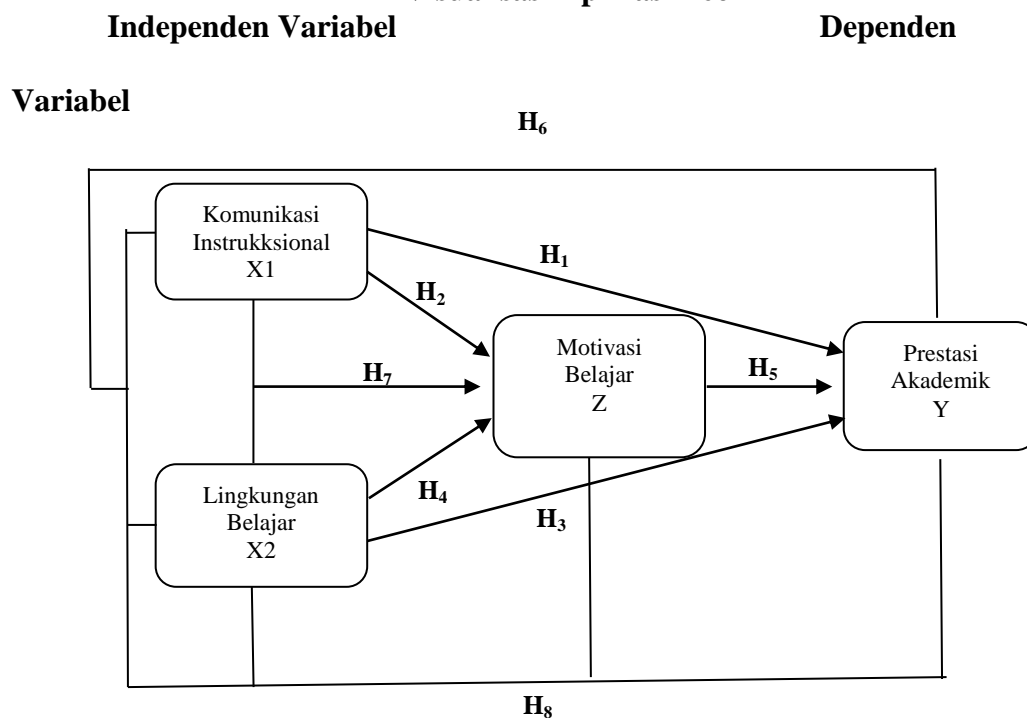 Independen Variabel Dependen
Variabel
H₆
Komunikasi
Instrukksional
X1
H₁
H₂
Motivasi
Belajar
Z
Prestasi
Akademik
Y
H₇
H₅
Lingkungan
Belajar
X2
H₄
H₃
H₈